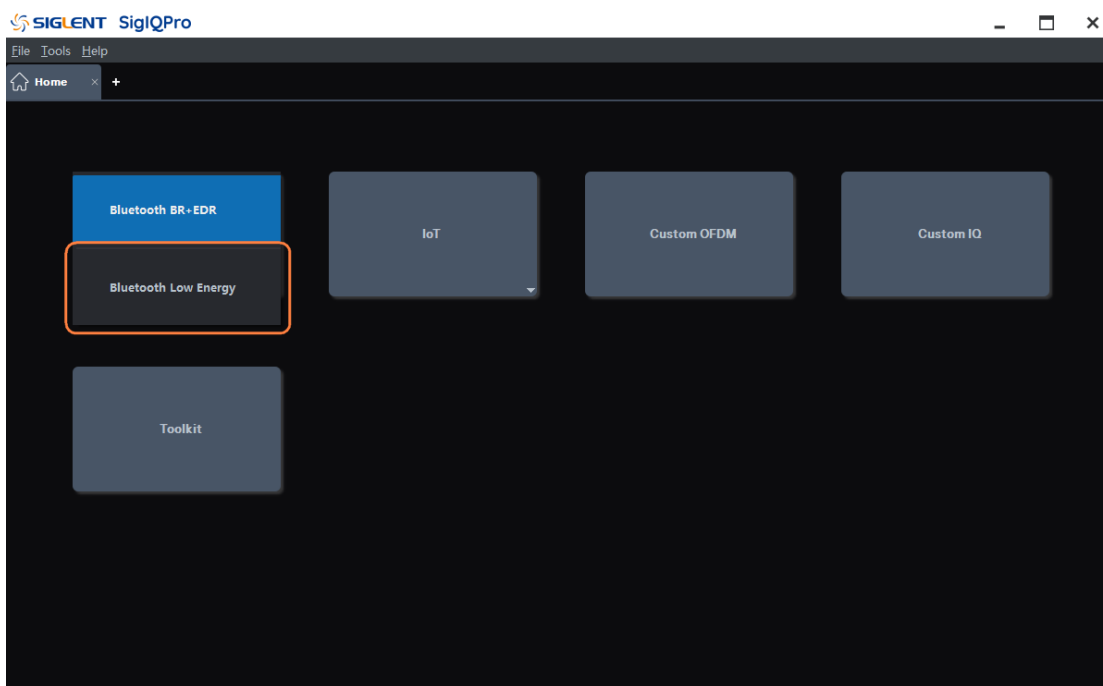 SIGLENT SigIQPro
File Tools Help
Home × +
Bluetooth BR+EDR
Bluetooth Low Energy
IoT
Custom OFDM
Custom IQ
Toolkit